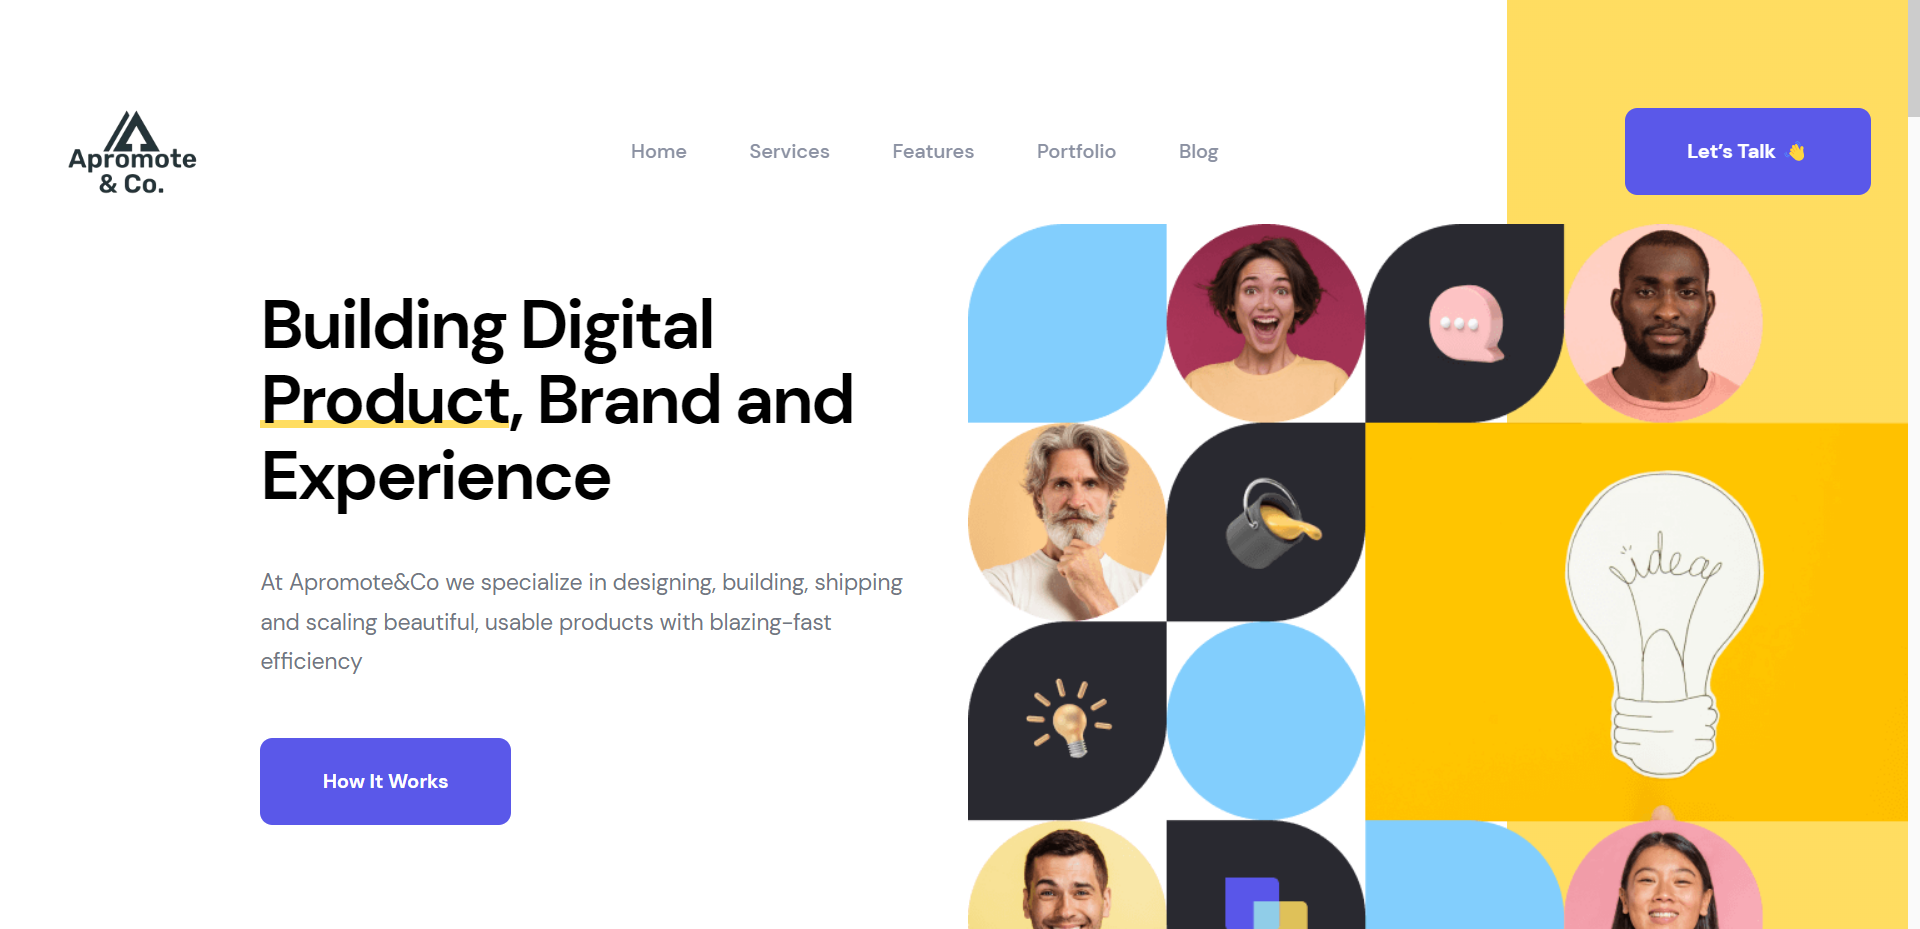 Apromote
& Co.
Home
Services
Features
Portfolio
Blog
Let’s Talk 👋
Building Digital
Product, Brand and
Experience
At Apromote&Co we specialize in designing, building, shipping
and scaling beautiful, usable products with blazing-fast
efficiency
How It Works
idea